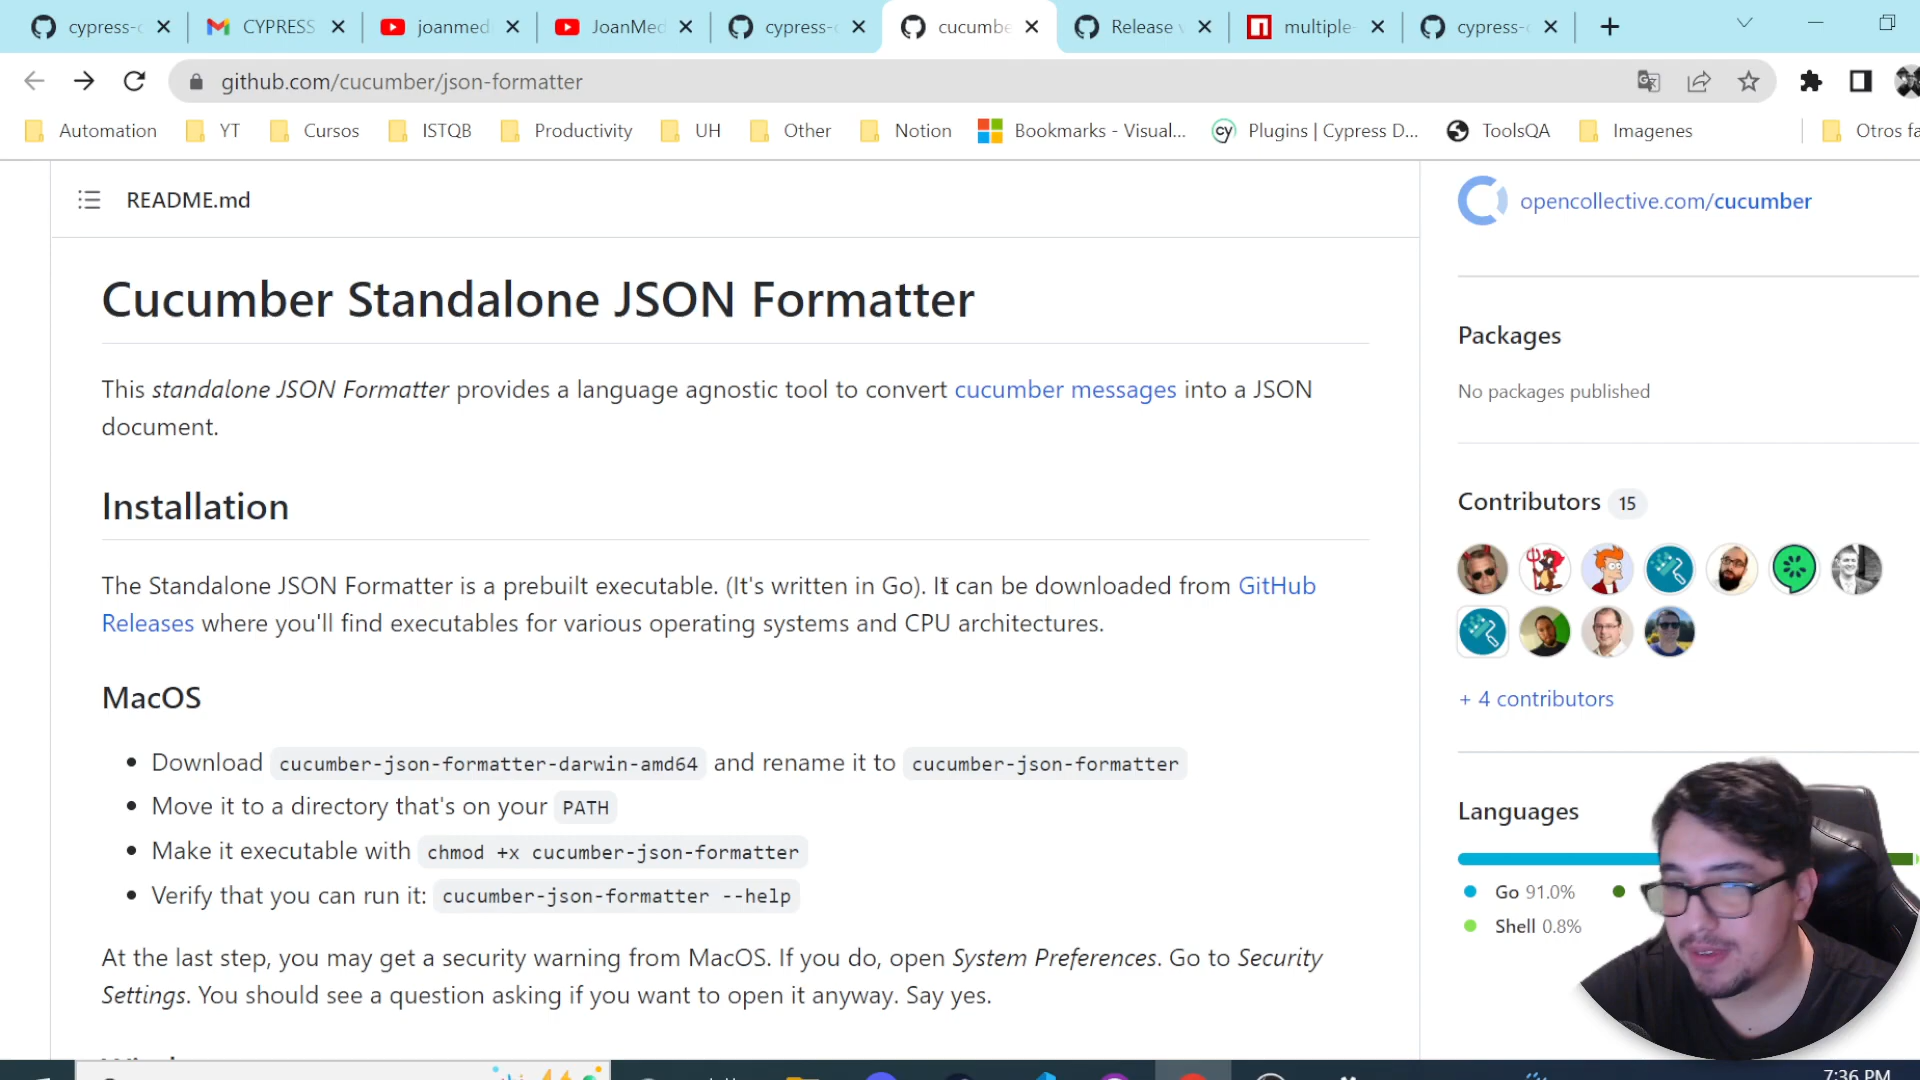 cypress-c
CYPRESS
joanmed
JoanMed
cypress-c
cucumbe
Release v
multiple-
cypress-c
github.com/cucumber/json-formatter
Automation
YT
Cursos
ISTQB
Productivity
UH
Other
Notion
Bookmarks - Visual...
cy
Plugins | Cypress D...
ToolsQA
Imagenes
Otros fa
README.md
opencollective.com/cucumber
Cucumber Standalone JSON Formatter
This standalone JSON Formatter provides a language agnostic tool to convert cucumber messages into a JSON
document.
Installation
The Standalone JSON Formatter is a prebuilt executable. (It's written in Go). It can be downloaded from GitHub
Releases where you'll find executables for various operating systems and CPU architectures.
MacOS
Download cucumber-json-formatter-darwin-amd64 and rename it to cucumber-json-formatter
Move it to a directory that's on your PATH
Make it executable with chmod +x cucumber-json-formatter
Verify that you can run it: cucumber-json-formatter --help
At the last step, you may get a security warning from MacOS. If you do, open System Preferences. Go to Security
Settings. You should see a question asking if you want to open it anyway. Say yes.
Packages
No packages published
Contributors 15
+ 4 contributors
Languages
Go 91.0%
Shell 0.8%
7:36 PM